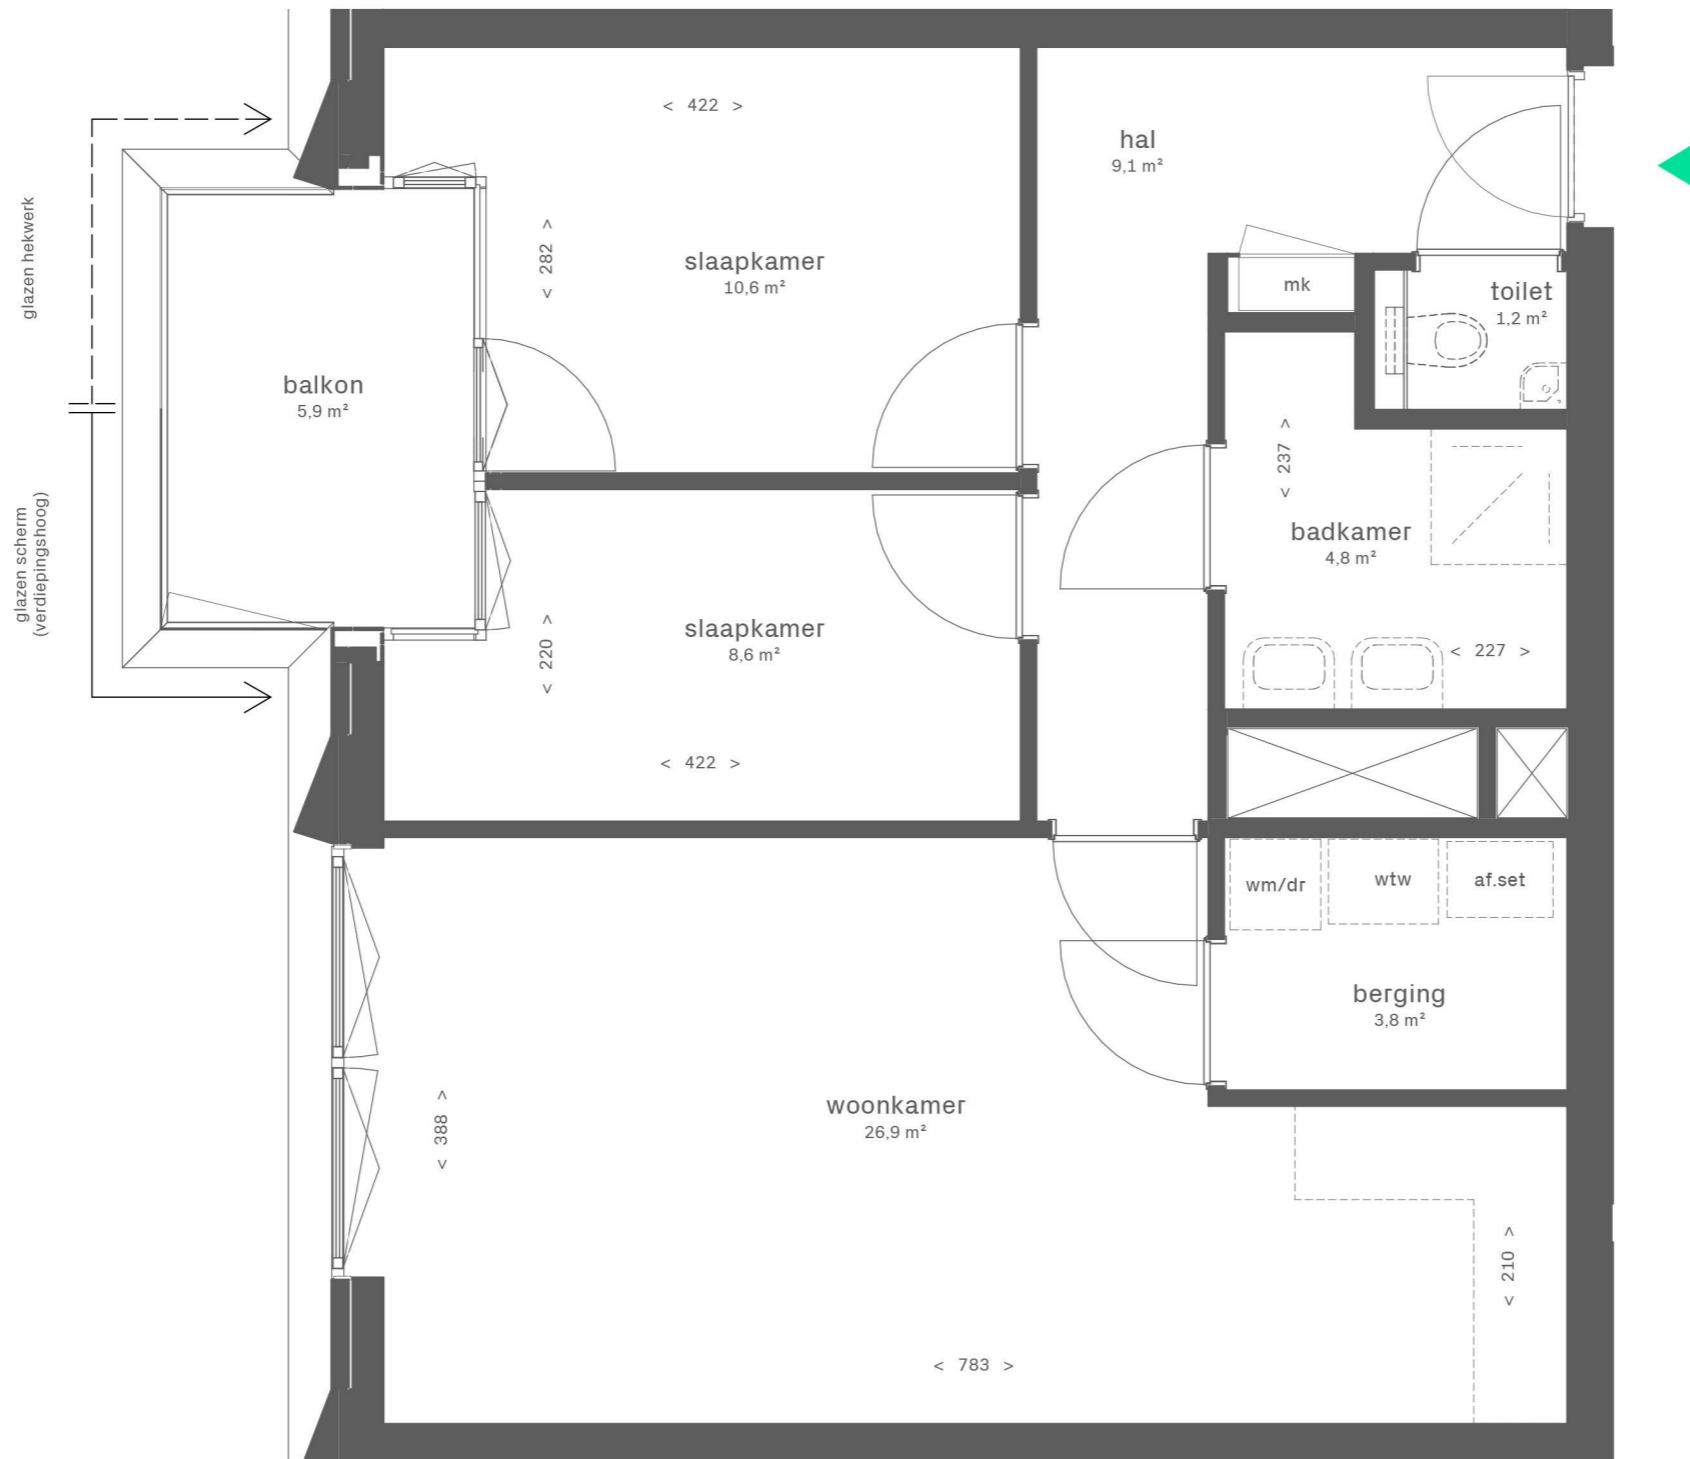 < 422 >
hal
9,1 m²
glazen hekwerk
< 282 >
slaapkamer
10,6 m²
mk
toilet
1,2 m²
balkon
5,9 m²
< 237 >
badkamer
4,8 m²
glazen scherm
(verdiepingshoog)
< 220 >
slaapkamer
8,6 m²
< 227 >
< 422 >
wm/dr
wtw
af.set
berging
3,8 m²
< 388 >
woonkamer
26,9 m²
< 210 >
< 783 >